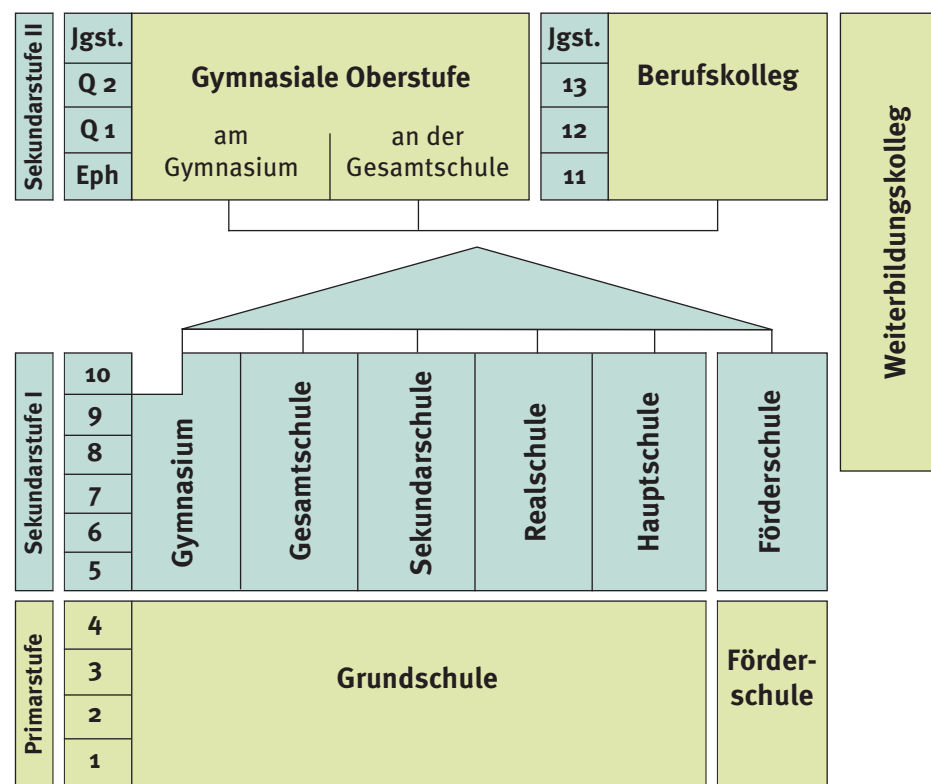 Sekundarstufe II
Jgst.
Q 2
Q 1
Eph
Gymnasiale Oberstufe
am
Gymnasium
an der
Gesamtschule
Jgst.
13
12
11
Berufskolleg
Weiterbildungskolleg
Sekundarstufe I
10
9
8
7
6
5
Gymnasium
Gesamtschule
Sekundarschule
Realschule
Hauptschule
Förderschule
Primarstufe
4
3
2
1
Grundschule
Förder-
schule